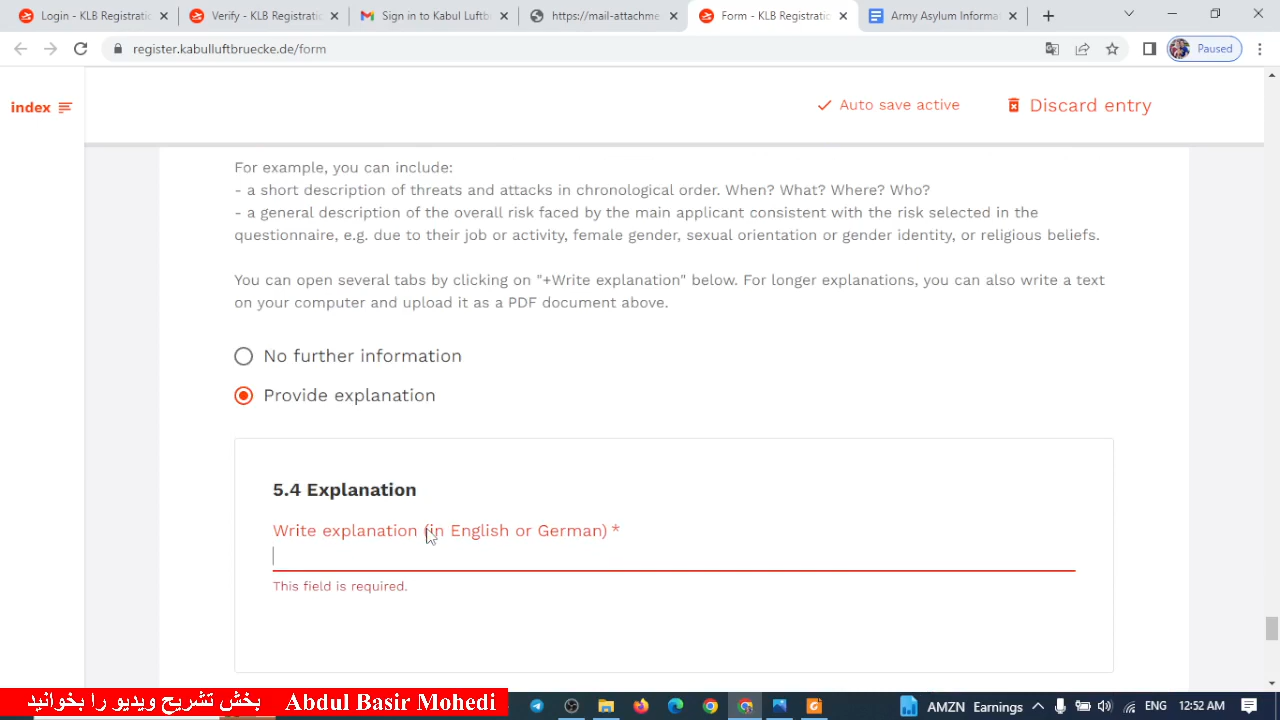 Login - KLB Registratio
Verify - KLB Registratio
Sign in to Kabul Luftb
https://mail-attachme
Form - KLB Registratio
Army Asylum Informa
register.kabulluftbruecke.de/form
Paused
index
Auto save active
Discard entry
For example, you can include:
- a short description of threats and attacks in chronological order. When? What? Where? Who?
- a general description of the overall risk faced by the main applicant consistent with the risk selected in the
questionnaire, e.g. due to their job or activity, female gender, sexual orientation or gender identity, or religious beliefs.
You can open several tabs by clicking on "+Write explanation" below. For longer explanations, you can also write a text
on your computer and upload it as a PDF document above.
No further information
Provide explanation
5.4 Explanation
Write explanation (in English or German) *
This field is required.
بخش تشریح ویدیو را بخوانید Abdul Basir Mohedi
AMZN Earnings
12:52 AM